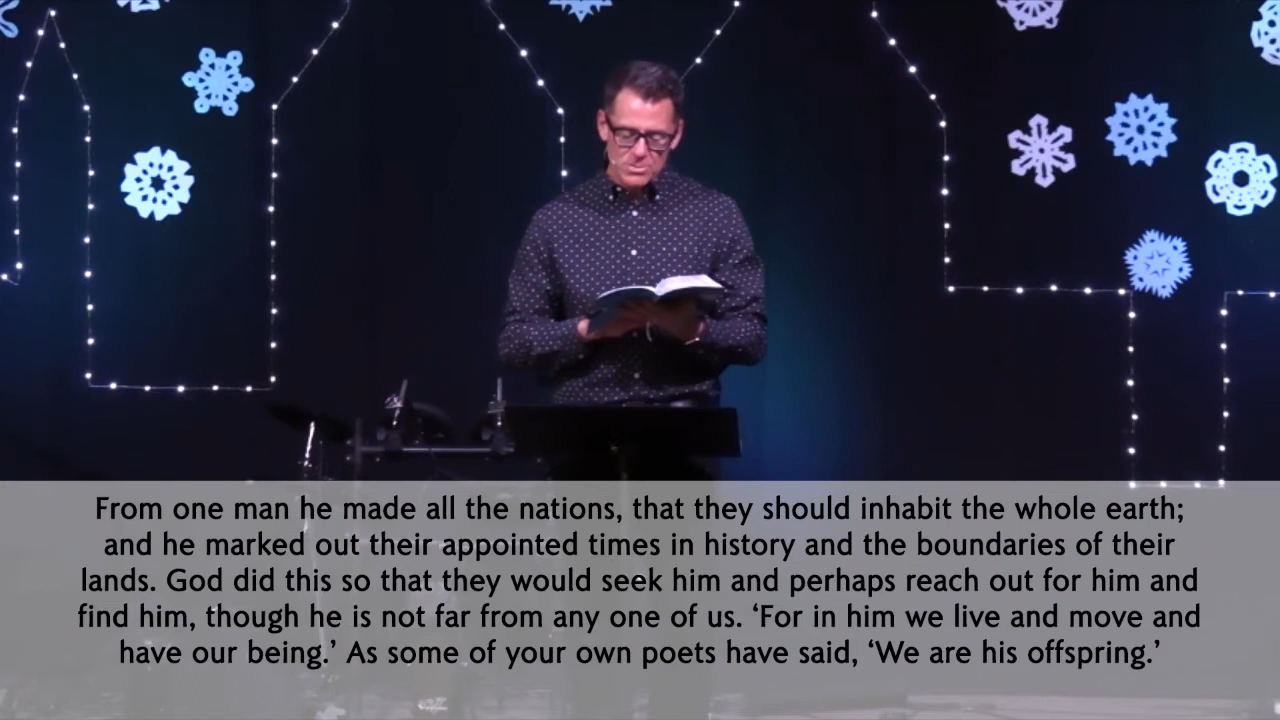 From one man he made all the nations, that they should inhabit the whole earth;
and he marked out their appointed times in history and the boundaries of their
lands. God did this so that they would seek him and perhaps reach out for him and
find him, though he is not far from any one of us. ‘For in him we live and move and
have our being.’ As some of your own poets have said, ‘We are his offspring.’